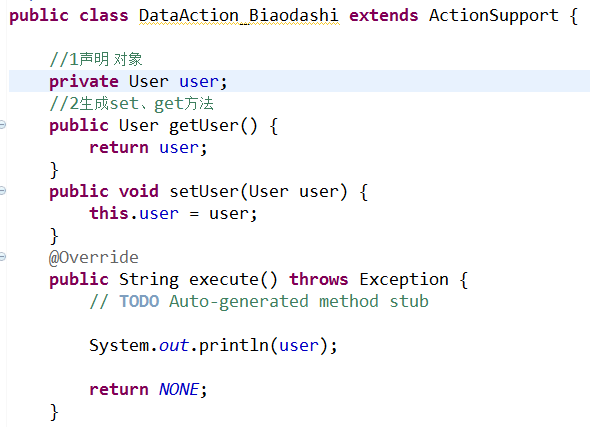 public class DataAction_Biaodashi extends ActionSupport {
//1声明 对象
private User user;
//2生成set、get方法
public User getUser() {
return user;
}
public void setUser(User user) {
this.user = user;
}
@Override
public String execute() throws Exception {
// TODO Auto-generated method stub
System.out.println(user);
return NONE;
}